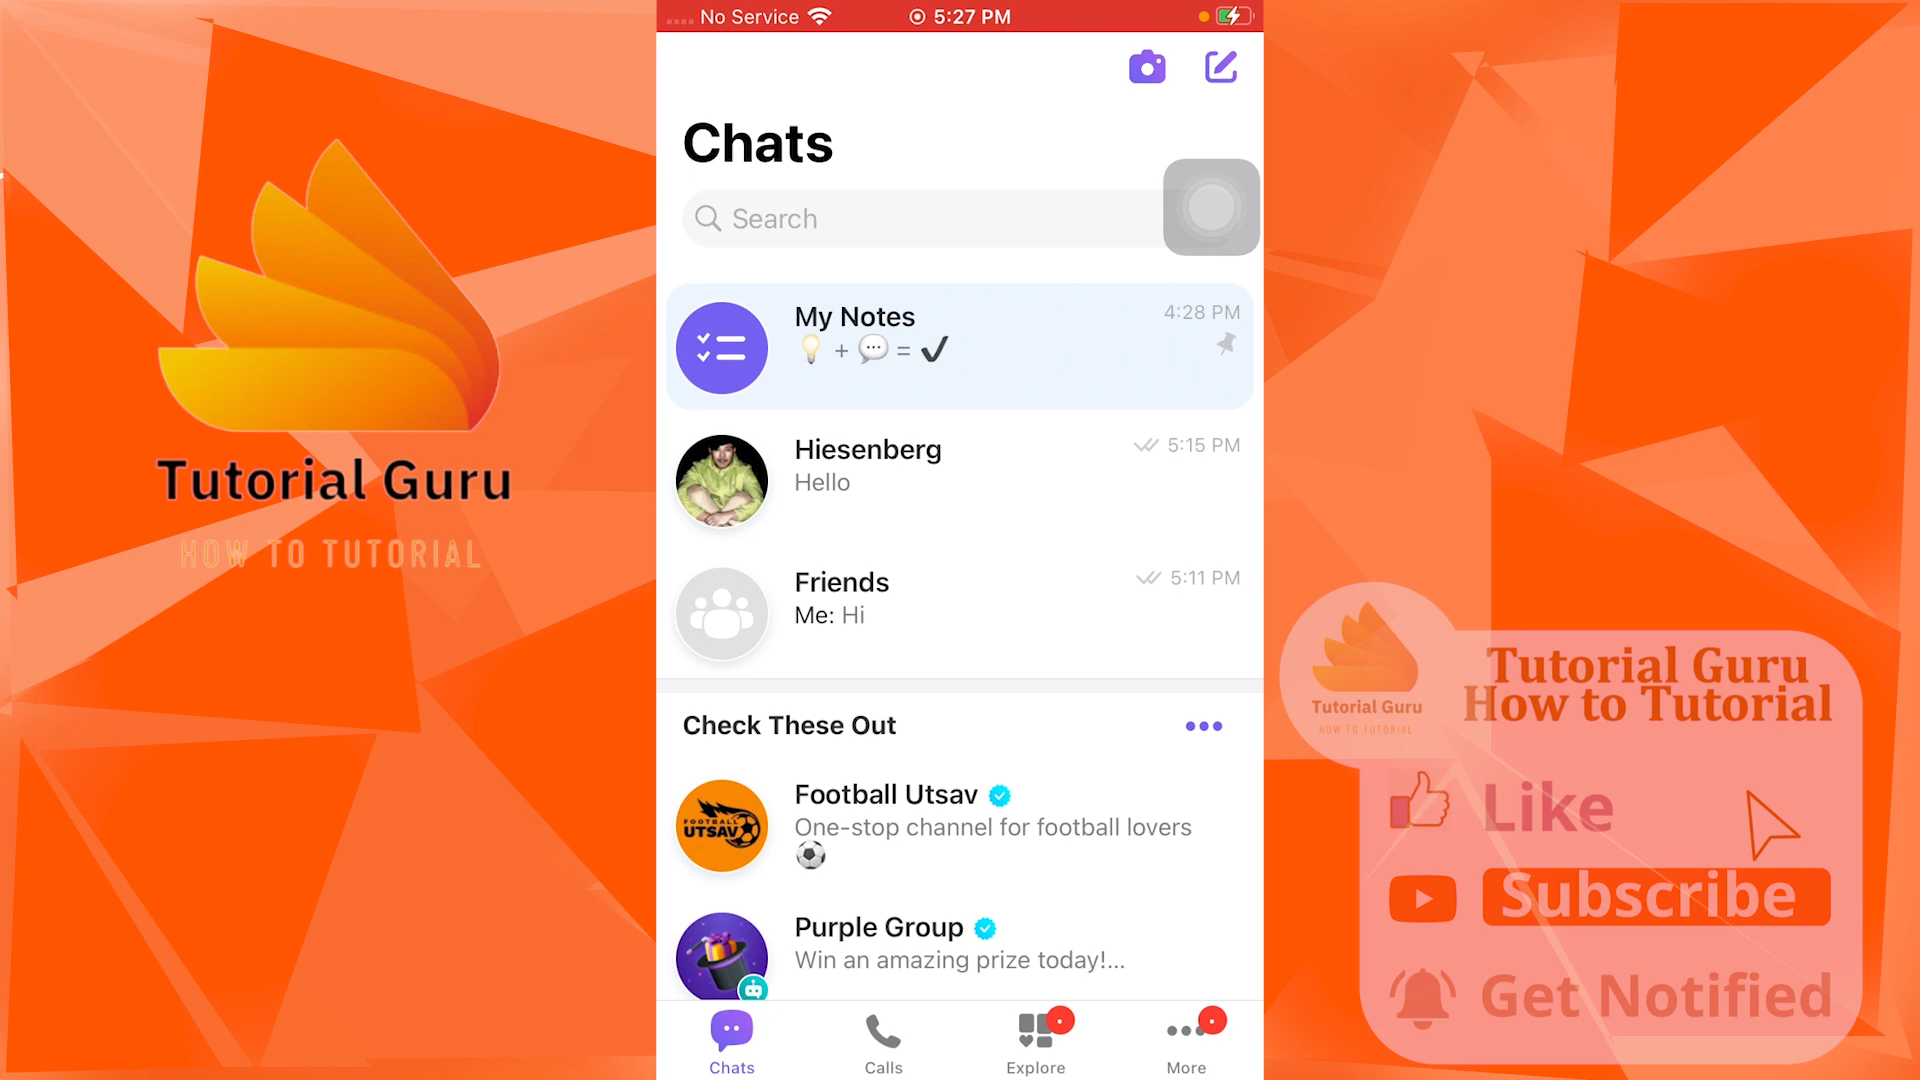 Tutorial Guru
HOW TO TUTORIAL
No Service
5:27 PM
Chats
Search
My Notes
4:28 PM
💡 + 💬 = ✔
Hiesenberg
5:15 PM
Hello
Friends
5:11 PM
Me: Hi
Check These Out
FOOTBALL
UTSAV
Football Utsav
One-stop channel for football lovers
⚽
Purple Group
Win an amazing prize today!...
Chats
Calls
Explore
More
Tutorial Guru
HOW TO TUTORIAL
Tutorial Guru
How to Tutorial
Like
Subscribe
Get Notified